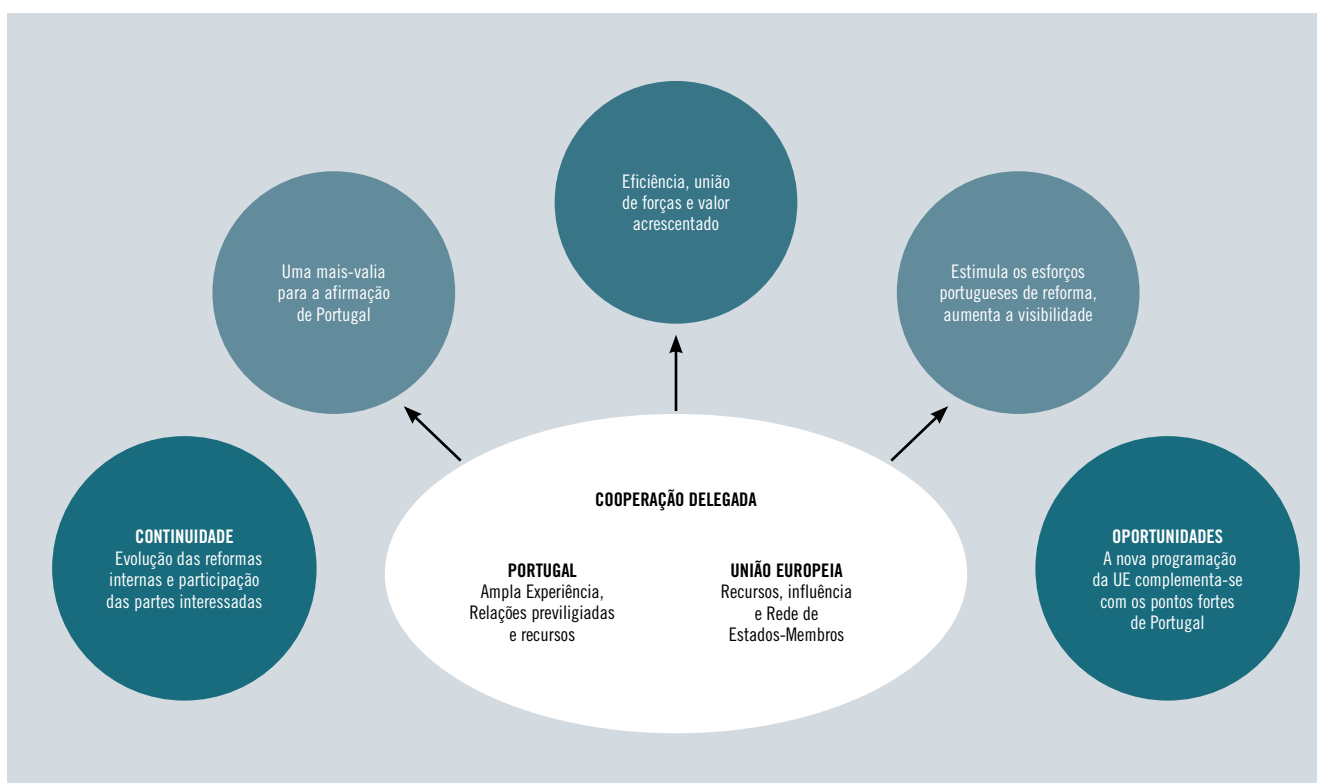 Eficiência, união
de forças e valor
acrescentado
Uma mais-valia
para a afirmação
de Portugal
Estimula os esforços
portugueses de reforma,
aumenta a visibilidade
COOPERAÇÃO DELEGADA
CONTINUIDADE
Evolução das reformas
internas e participação
das partes interessadas
PORTUGAL
Ampla Experiência,
Relações previligiadas
e recursos
UNIÃO EUROPEIA
Recursos, influência
e Rede de
Estados-Membros
OPORTUNIDADES
A nova programação
da UE complementa-se
com os pontos fortes
de Portugal